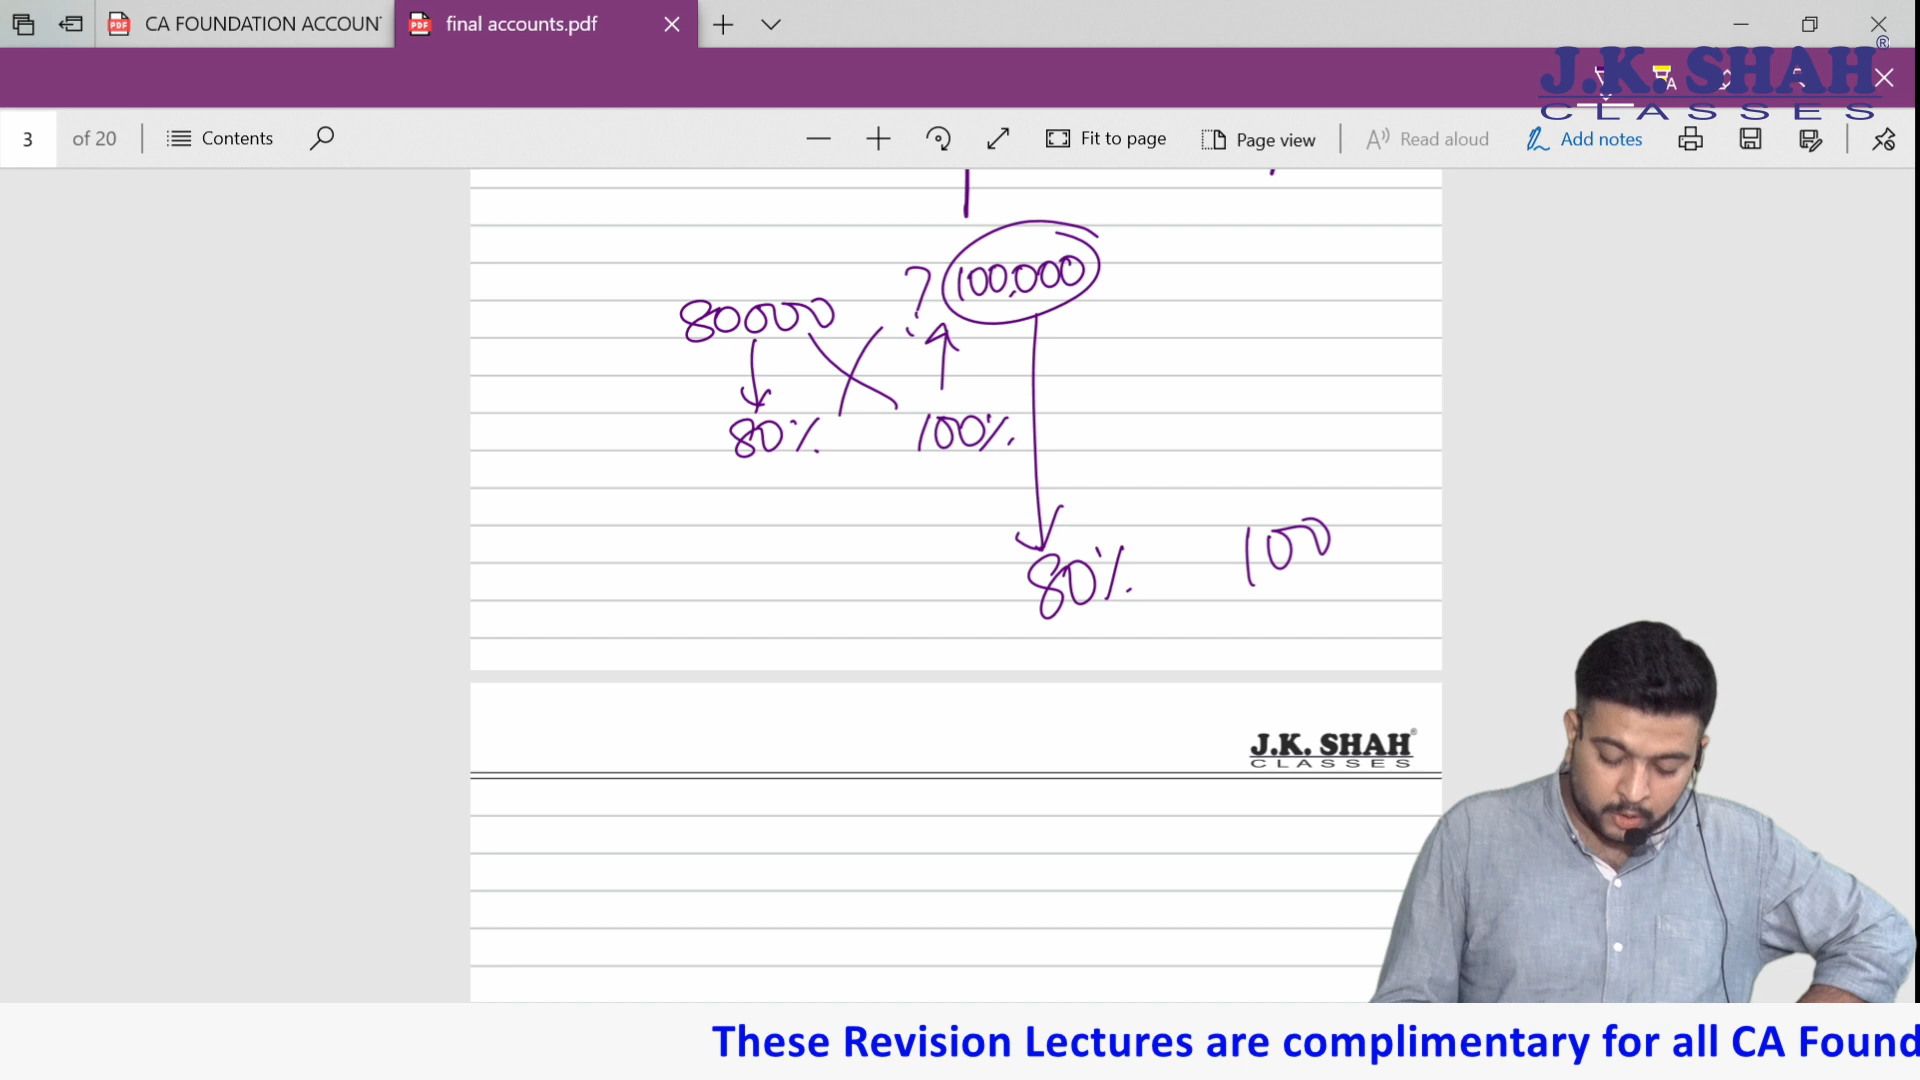 CA FOUNDATION ACCOUN
final accounts.pdf
J.K. SHAH®
CLASSES
3 of 20
Contents
Fit to page
Page view
Read aloud
Add notes
? 100,000
80000
80% 100%
80% 100
J.K. SHAH®
CLASSES
These Revision Lectures are complimentary for all CA Found